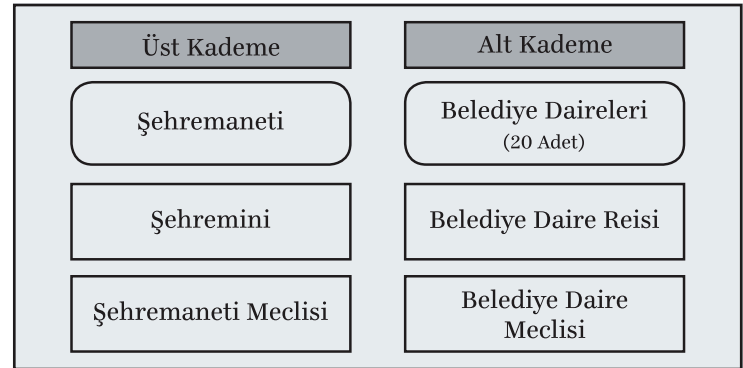 Üst Kademe
Alt Kademe
Şehremaneti
Belediye Daireleri
(20 Adet)
Şehremini
Belediye Daire Reisi
Şehremaneti Meclisi
Belediye Daire
Meclisi